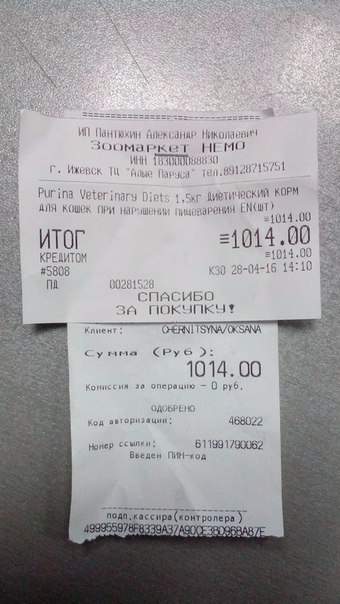 ИП Пантюхин Александр Николаевич
Зоомаркет НЕМО
ИНН 183000088830
г. Ижевск ТЦ "Алые Паруса" тел.89128715751
Purina Veterinary Diets 1,5кг Диетический корм
для кошек при нарушении пищеварения EN(шт)
≡1014.00
ИТОГ ≡1014.00
КРЕДИТОМ ≡1014.00
#5808 КЗ0 28-04-16 14:10
ПД 00281528
СПАСИБО
ЗА ПОКУПКУ!
Клиент: CHERNITSYNA/OKSANA
Сумма (Руб):
1014.00
Комиссия за операцию – 0 руб.
ОДОБРЕНО
Код авторизации: 468022
Номер ссылки: 611991790062
Введен ПИН-код
подп.кассира(контролера)